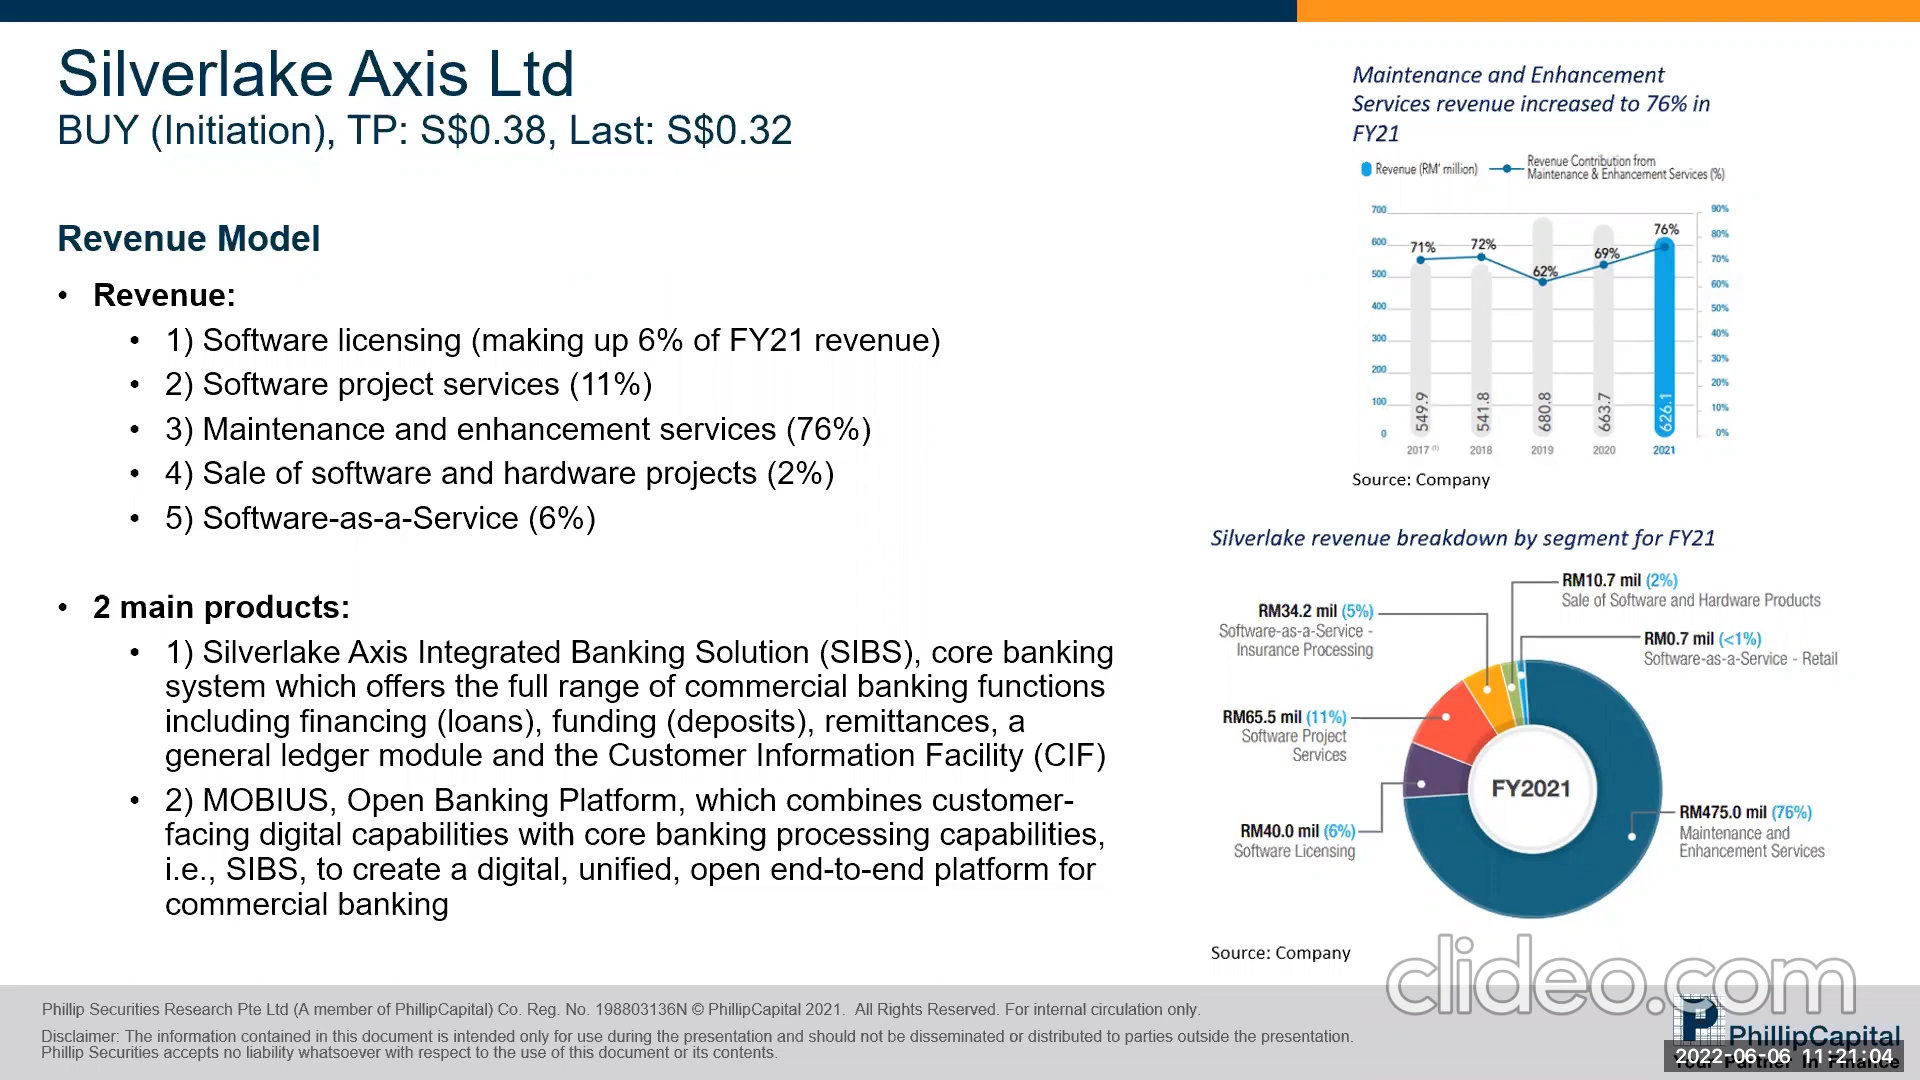 Silverlake Axis Ltd
BUY (Initiation), TP: S$0.38, Last: S$0.32
Revenue Model
• Revenue:
• 1) Software licensing (making up 6% of FY21 revenue)
• 2) Software project services (11%)
• 3) Maintenance and enhancement services (76%)
• 4) Sale of software and hardware projects (2%)
• 5) Software-as-a-Service (6%)
• 2 main products:
• 1) Silverlake Axis Integrated Banking Solution (SIBS), core banking
system which offers the full range of commercial banking functions
including financing (loans), funding (deposits), remittances, a
general ledger module and the Customer Information Facility (CIF)
• 2) MOBIUS, Open Banking Platform, which combines customer-
facing digital capabilities with core banking processing capabilities,
i.e., SIBS, to create a digital, unified, open end-to-end platform for
commercial banking
Maintenance and Enhancement
Services revenue increased to 76% in
FY21
Revenue (RM' million)
Revenue Contribution from
Maintenance & Enhancement Services (%)
700
600
500
400
300
200
100
0
90%
80%
70%
60%
50%
40%
30%
20%
10%
0%
71%
72%
62%
69%
76%
549.9
541.8
680.8
663.7
626.1
2017 (1)
2018
2019
2020
2021
Source: Company
Silverlake revenue breakdown by segment for FY21
RM10.7 mil (2%)
Sale of Software and Hardware Products
RM34.2 mil (5%)
Software-as-a-Service -
Insurance Processing
RM0.7 mil (<1%)
Software-as-a-Service - Retail
RM65.5 mil (11%)
Software Project
Services
FY2021
RM475.0 mil (76%)
Maintenance and
Enhancement Services
RM40.0 mil (6%)
Software Licensing
Source: Company
clideo.com
Phillip Securities Research Pte Ltd (A member of PhillipCapital) Co. Reg. No. 198803136N © PhillipCapital 2021. All Rights Reserved. For internal circulation only.
Disclaimer: The information contained in this document is intended only for use during the presentation and should not be disseminated or distributed to parties outside the presentation.
Phillip Securities accepts no liability whatsoever with respect to the use of this document or its contents.
PhillipCapital
Your Partner In Finance
2022-06-06 11:21:04